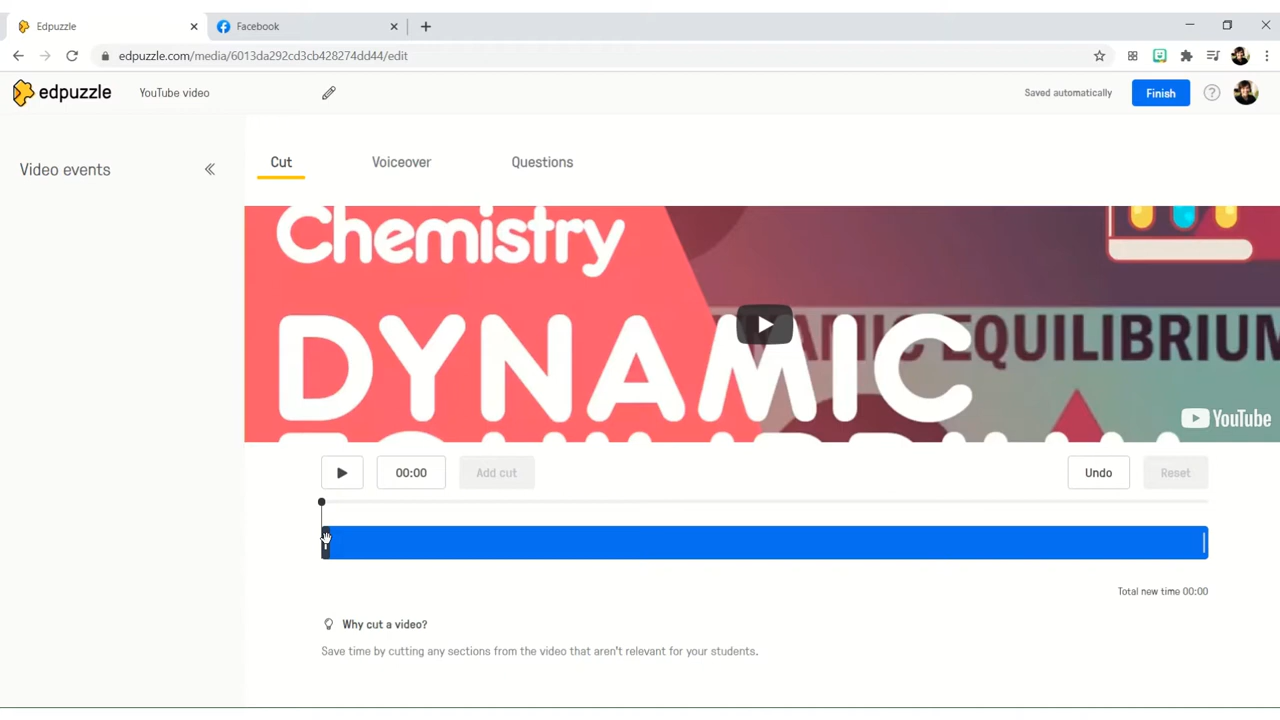 Edpuzzle
Facebook
edpuzzle.com/media/6013da292cd3cb428274dd44/edit
edpuzzle
YouTube video
Saved automatically
Finish
?
Video events
Cut
Voiceover
Questions
Chemistry
DYNAMIC
EQUILIBRIUM
YouTube
00:00
Add cut
Undo
Reset
Total new time 00:00
Why cut a video?
Save time by cutting any sections from the video that aren't relevant for your students.